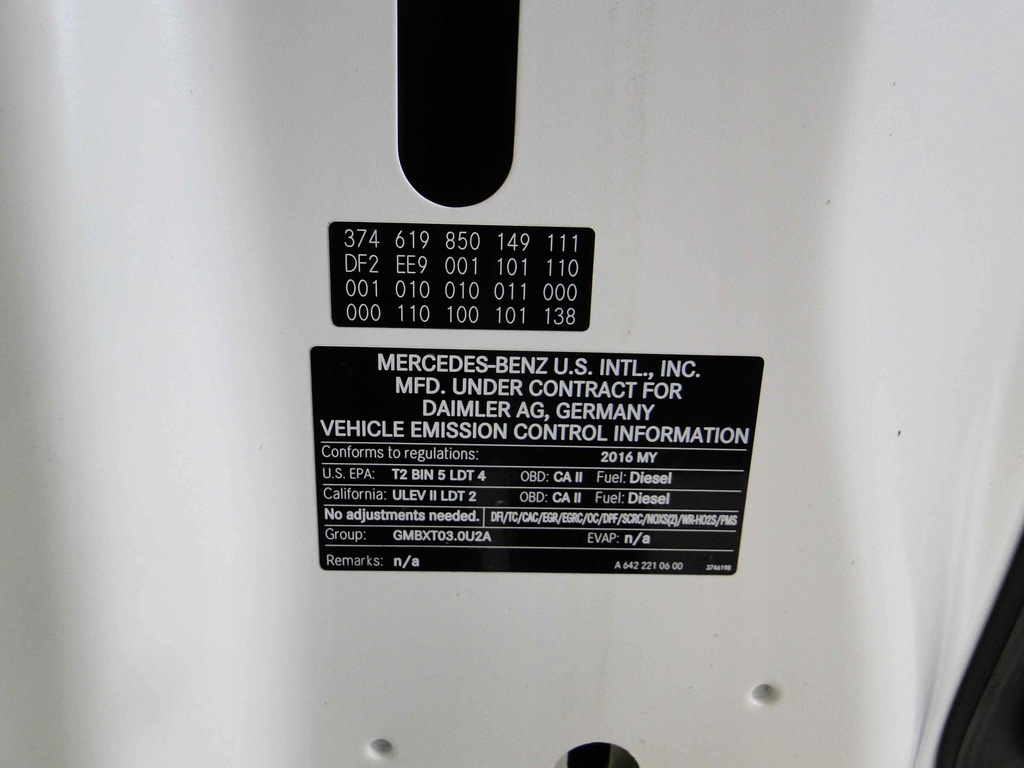 374 619 850 149 111
DF2 EE9 001 101 110
001 010 010 011 000
000 110 100 101 138
MERCEDES-BENZ U.S. INTL., INC.
MFD. UNDER CONTRACT FOR
DAIMLER AG, GERMANY
VEHICLE EMISSION CONTROL INFORMATION
Conforms to regulations: 2016 MY
U.S. EPA: T2 BIN 5 LDT 4 OBD: CA II Fuel: Diesel
California: ULEV II LDT 2 OBD: CA II Fuel: Diesel
No adjustments needed. DFI/TC/CAC/EGR/EGRC/OC/DPF/SCRC/NOXS(2)/WR-HO2S/PMS
Group: GMBXT03.0U2A EVAP: n/a
Remarks: n/a A 642 221 06 00 3746198